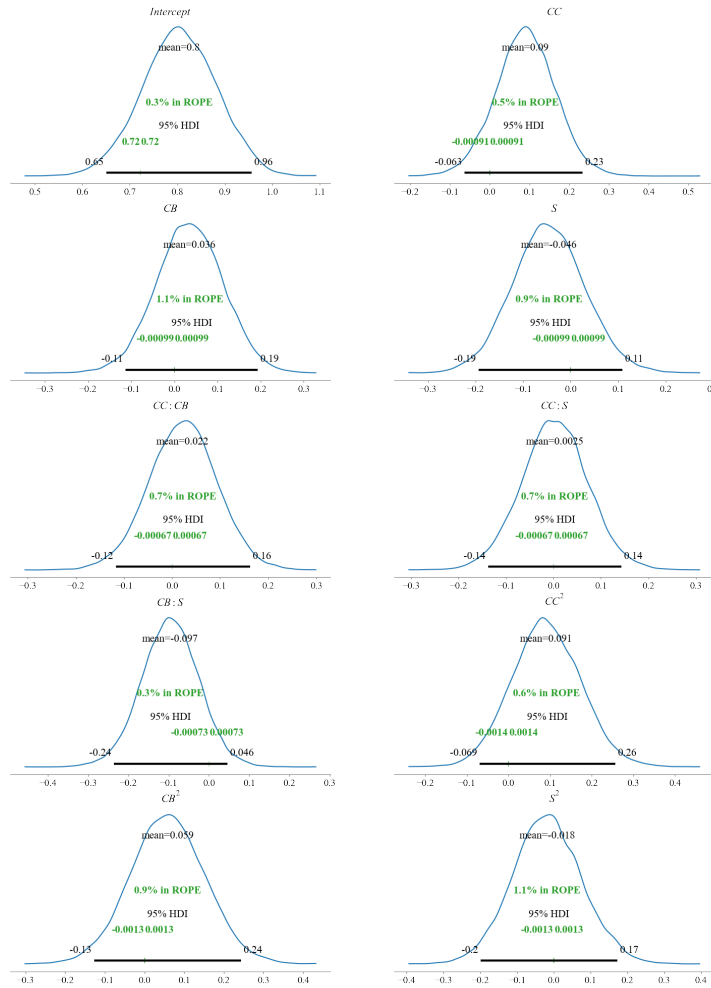 Intercept
mean=0.8
0.3% in ROPE
95% HDI
0.72 0.72
0.65 0.96
0.5 0.6 0.7 0.8 0.9 1.0 1.1
CC
mean=0.09
0.5% in ROPE
95% HDI
-0.00091 0.00091
-0.063 0.23
−0.2 −0.1 0.0 0.1 0.2 0.3 0.4 0.5
CB
mean=0.036
1.1% in ROPE
95% HDI
-0.00099 0.00099
-0.11 0.19
−0.3 −0.2 −0.1 0.0 0.1 0.2 0.3
S
mean=-0.046
0.9% in ROPE
95% HDI
-0.00099 0.00099
-0.19 0.11
−0.3 −0.2 −0.1 0.0 0.1 0.2 0.3
CC : CB
mean=0.022
0.7% in ROPE
95% HDI
-0.00067 0.00067
-0.12 0.16
−0.3 −0.2 −0.1 0.0 0.1 0.2 0.3
CC : S
mean=0.0025
0.7% in ROPE
95% HDI
-0.00067 0.00067
-0.14 0.14
−0.3 −0.2 −0.1 0.0 0.1 0.2 0.3
CB : S
mean=-0.097
0.3% in ROPE
95% HDI
-0.00073 0.00073
-0.24 0.046
−0.4 −0.3 −0.2 −0.1 0.0 0.1 0.2 0.3
CC²
mean=0.091
0.6% in ROPE
95% HDI
-0.0014 0.0014
-0.069 0.26
−0.2 −0.1 0.0 0.1 0.2 0.3 0.4
CB²
mean=0.059
0.9% in ROPE
95% HDI
-0.0013 0.0013
-0.13 0.24
−0.3 −0.2 −0.1 0.0 0.1 0.2 0.3 0.4
S²
mean=-0.018
1.1% in ROPE
95% HDI
-0.0013 0.0013
-0.2 0.17
−0.4 −0.3 −0.2 −0.1 0.0 0.1 0.2 0.3 0.4